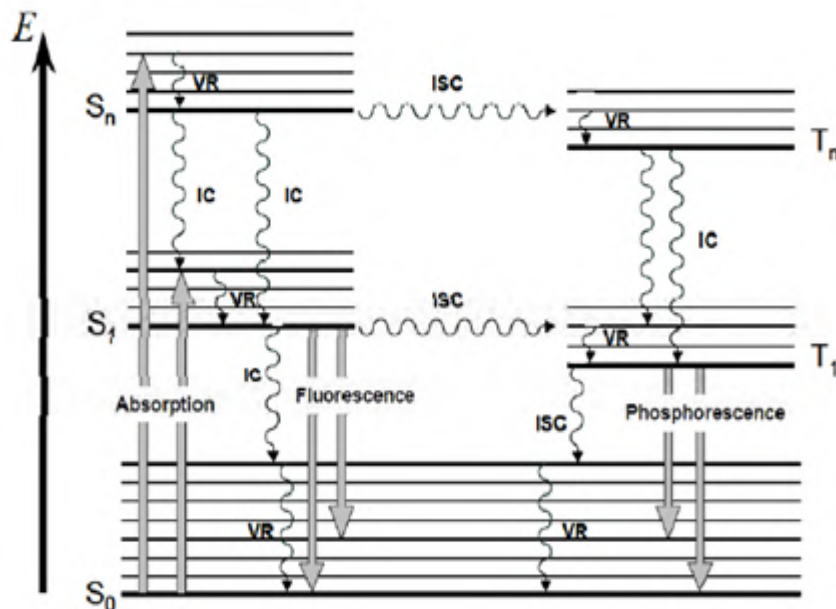 E
VR
ISC
Sn
VR
Tn
IC
IC
IC
VR
ISC
S1
VR
T1
IC
Absorption
Fluorescence
Phosphorescence
ISC
VR
VR
S0